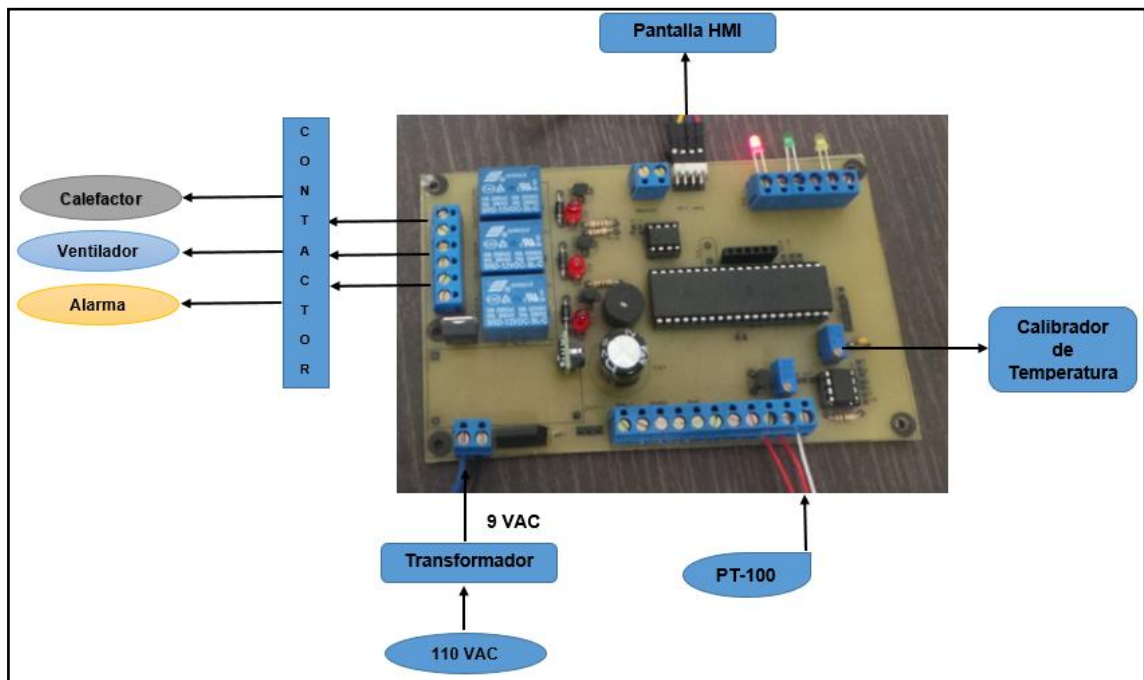 Pantalla HMI
C
O
N
T
A
C
T
O
R
Calefactor
Ventilador
Alarma
Calibrador
de
Temperatura
9 VAC
Transformador
PT-100
110 VAC